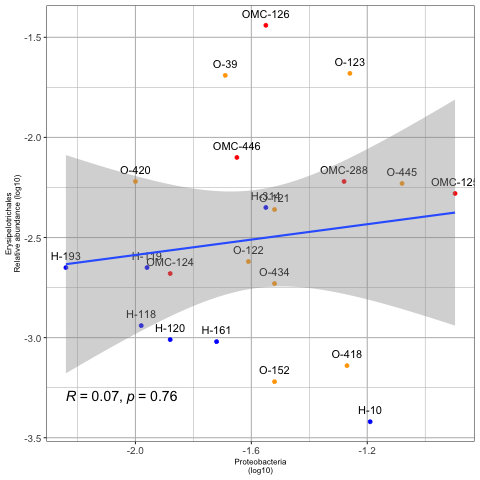 OMC-126
-1.5
O-39
O-123
-2.0
OMC-446
O-420
OMC-288
O-445
OMC-125
O-121
Eryspelotrichales
Relative abundance (log10)
-2.5
H-193
H-119
OMC-124
O-122
O-434
H-118
H-120
H-161
-3.0
O-152
O-418
R = 0.07, p = 0.76
H-10
-3.5
-2.0
-1.6
-1.2
Proteobacteria
(log10)